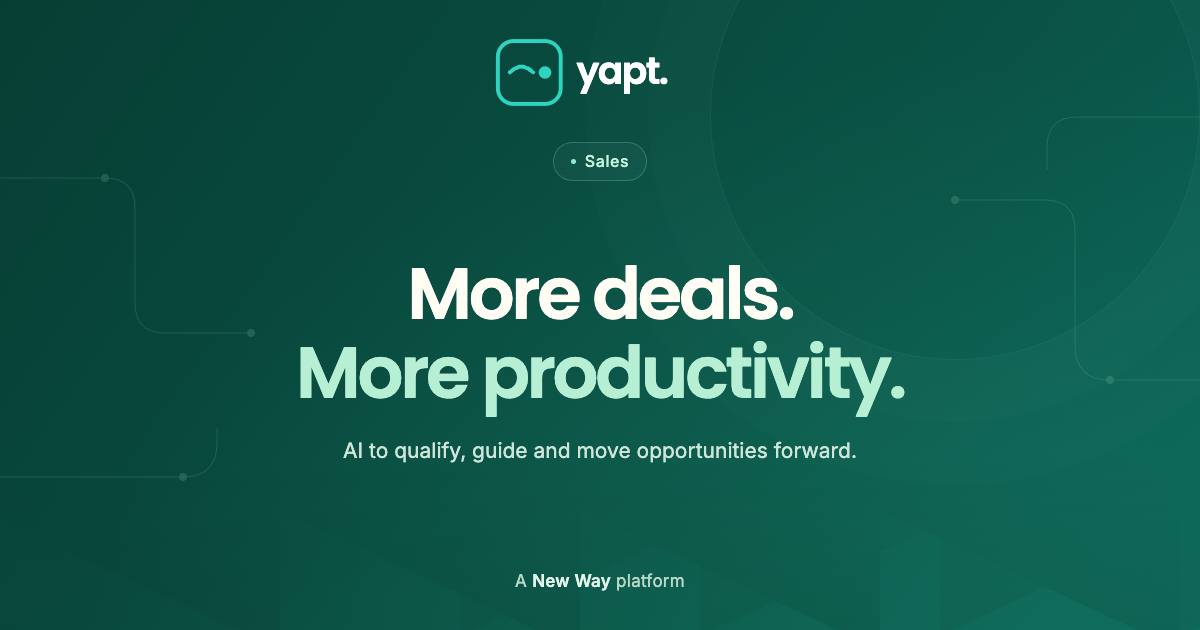 yapt.
• Sales
More deals.
More productivity.
AI to qualify, guide and move opportunities forward.
A New Way platform